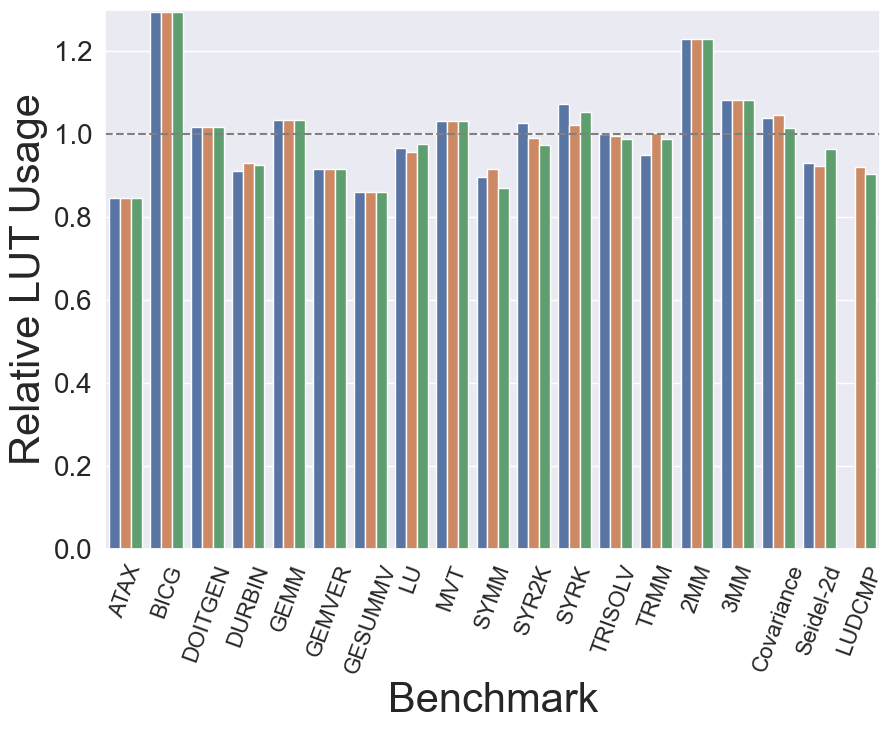 Relative LUT Usage
1.2
1.0
0.8
0.6
0.4
0.2
0.0
ATAX
BICG
DOITGEN
DURBIN
GEMM
GEMVER
GESUMMV
LU
MVT
SYMM
SYR2K
SYRK
TRISOLV
TRMM
2MM
3MM
Covariance
Seidel-2d
LUDCMP
Benchmark